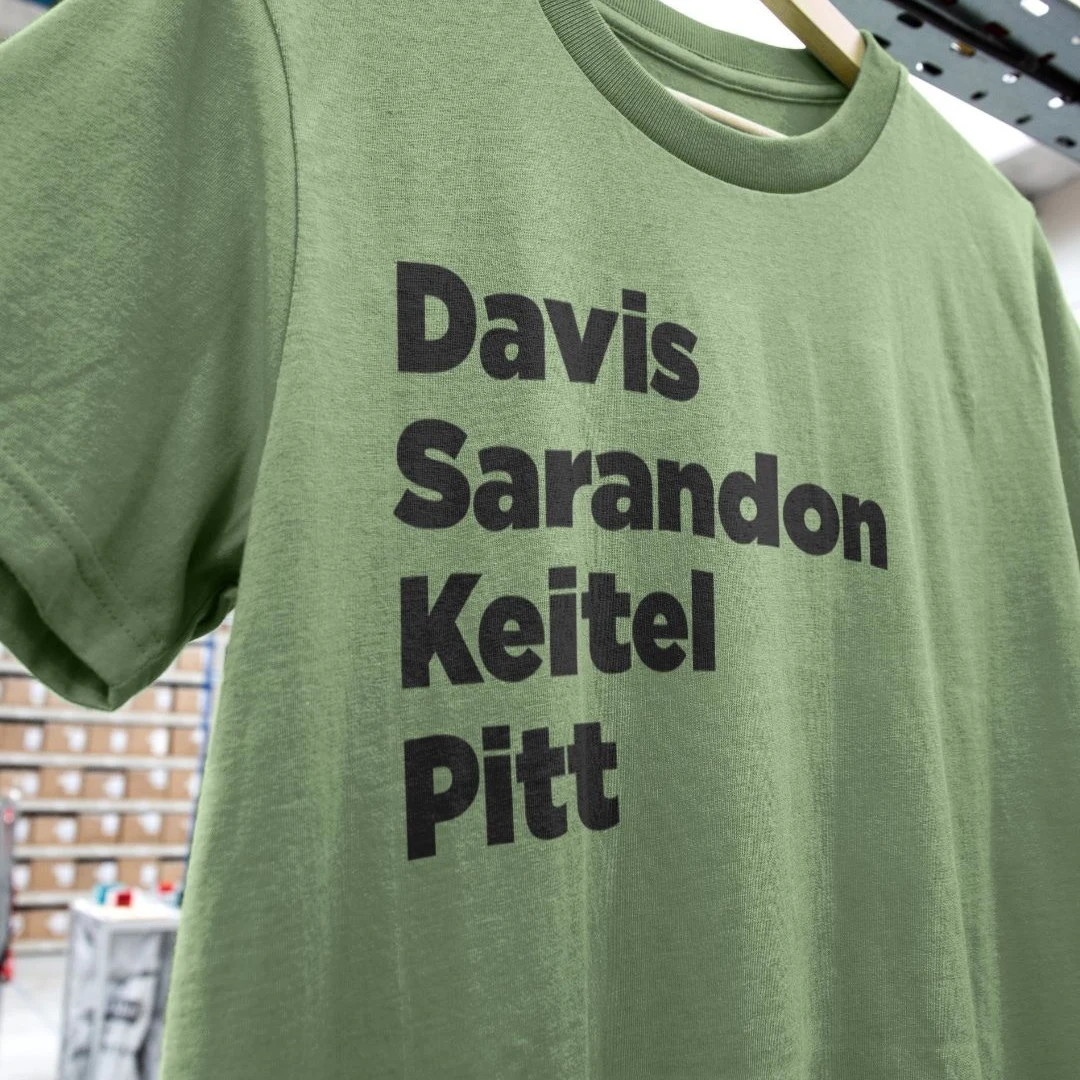 Davis
Sarandon
Keitel
Pitt